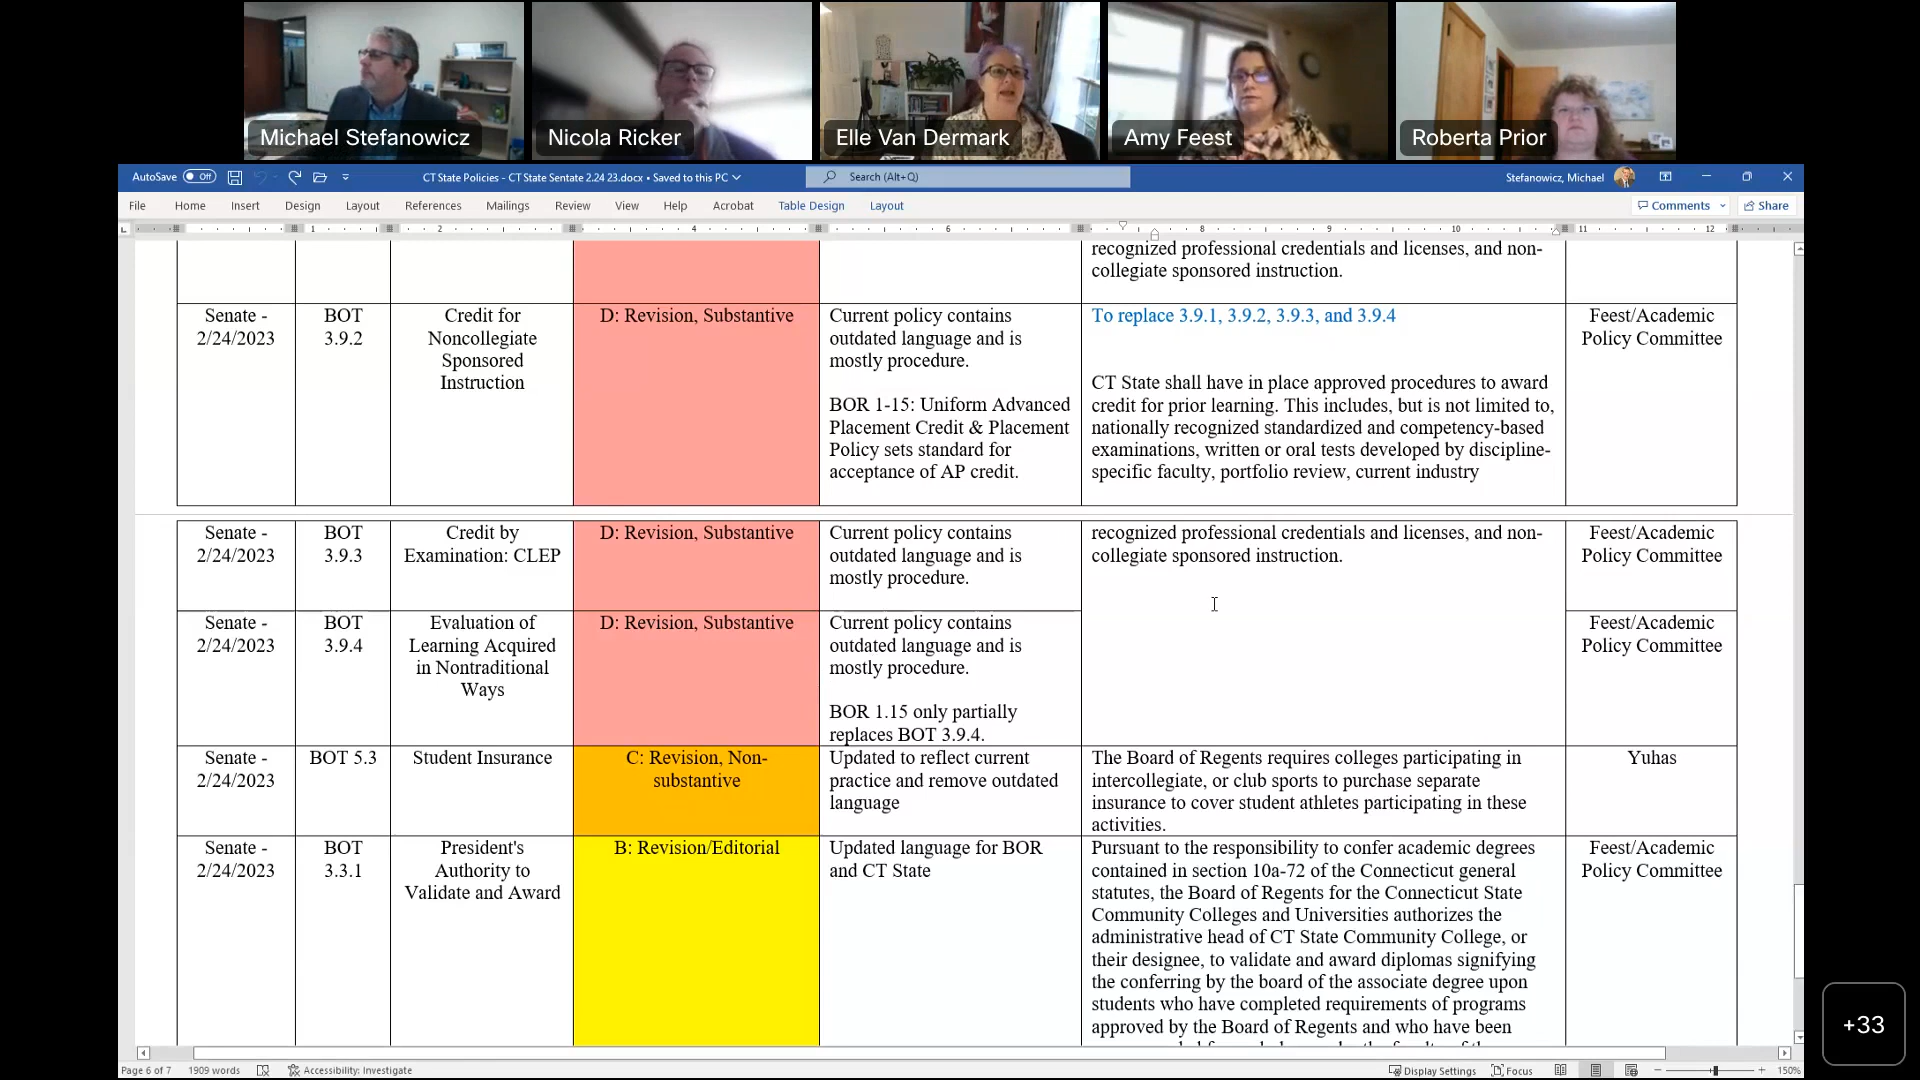 Michael Stefanowicz
Nicola Ricker
Elle Van Dermark
Amy Feest
Roberta Prior
AutoSave Off
CT State Policies - CT State Sentate 2.24 23.docx • Saved to this PC
Search (Alt+Q)
Stefanowicz, Michael
File Home Insert Design Layout References Mailings Review View Help Acrobat Table Design Layout
Comments
Share
1 2 4 6 8 9 10 11 12
recognized professional credentials and licenses, and non-
collegiate sponsored instruction.
Senate -
2/24/2023
BOT
3.9.2
Credit for
Noncollegiate
Sponsored
Instruction
D: Revision, Substantive
Current policy contains
outdated language and is
mostly procedure.
BOR 1-15: Uniform Advanced
Placement Credit & Placement
Policy sets standard for
acceptance of AP credit.
To replace 3.9.1, 3.9.2, 3.9.3, and 3.9.4
CT State shall have in place approved procedures to award
credit for prior learning. This includes, but is not limited to,
nationally recognized standardized and competency-based
examinations, written or oral tests developed by discipline-
specific faculty, portfolio review, current industry
Feest/Academic
Policy Committee
Senate -
2/24/2023
BOT
3.9.3
Credit by
Examination: CLEP
D: Revision, Substantive
Current policy contains
outdated language and is
mostly procedure.
recognized professional credentials and licenses, and non-
collegiate sponsored instruction.
Feest/Academic
Policy Committee
Senate -
2/24/2023
BOT
3.9.4
Evaluation of
Learning Acquired
in Nontraditional
Ways
D: Revision, Substantive
Current policy contains
outdated language and is
mostly procedure.
BOR 1.15 only partially
replaces BOT 3.9.4.
Feest/Academic
Policy Committee
Senate -
2/24/2023
BOT 5.3
Student Insurance
C: Revision, Non-
substantive
Updated to reflect current
practice and remove outdated
language
The Board of Regents requires colleges participating in
intercollegiate, or club sports to purchase separate
insurance to cover student athletes participating in these
activities.
Yuhas
Senate -
2/24/2023
BOT
3.3.1
President's
Authority to
Validate and Award
B: Revision/Editorial
Updated language for BOR
and CT State
Pursuant to the responsibility to confer academic degrees
contained in section 10a-72 of the Connecticut general
statutes, the Board of Regents for the Connecticut State
Community Colleges and Universities authorizes the
administrative head of CT State Community College, or
their designee, to validate and award diplomas signifying
the conferring by the board of the associate degree upon
students who have completed requirements of programs
approved by the Board of Regents and who have been
Feest/Academic
Policy Committee
+33
Page 6 of 7 1909 words Accessibility: Investigate
Display Settings Focus 150%